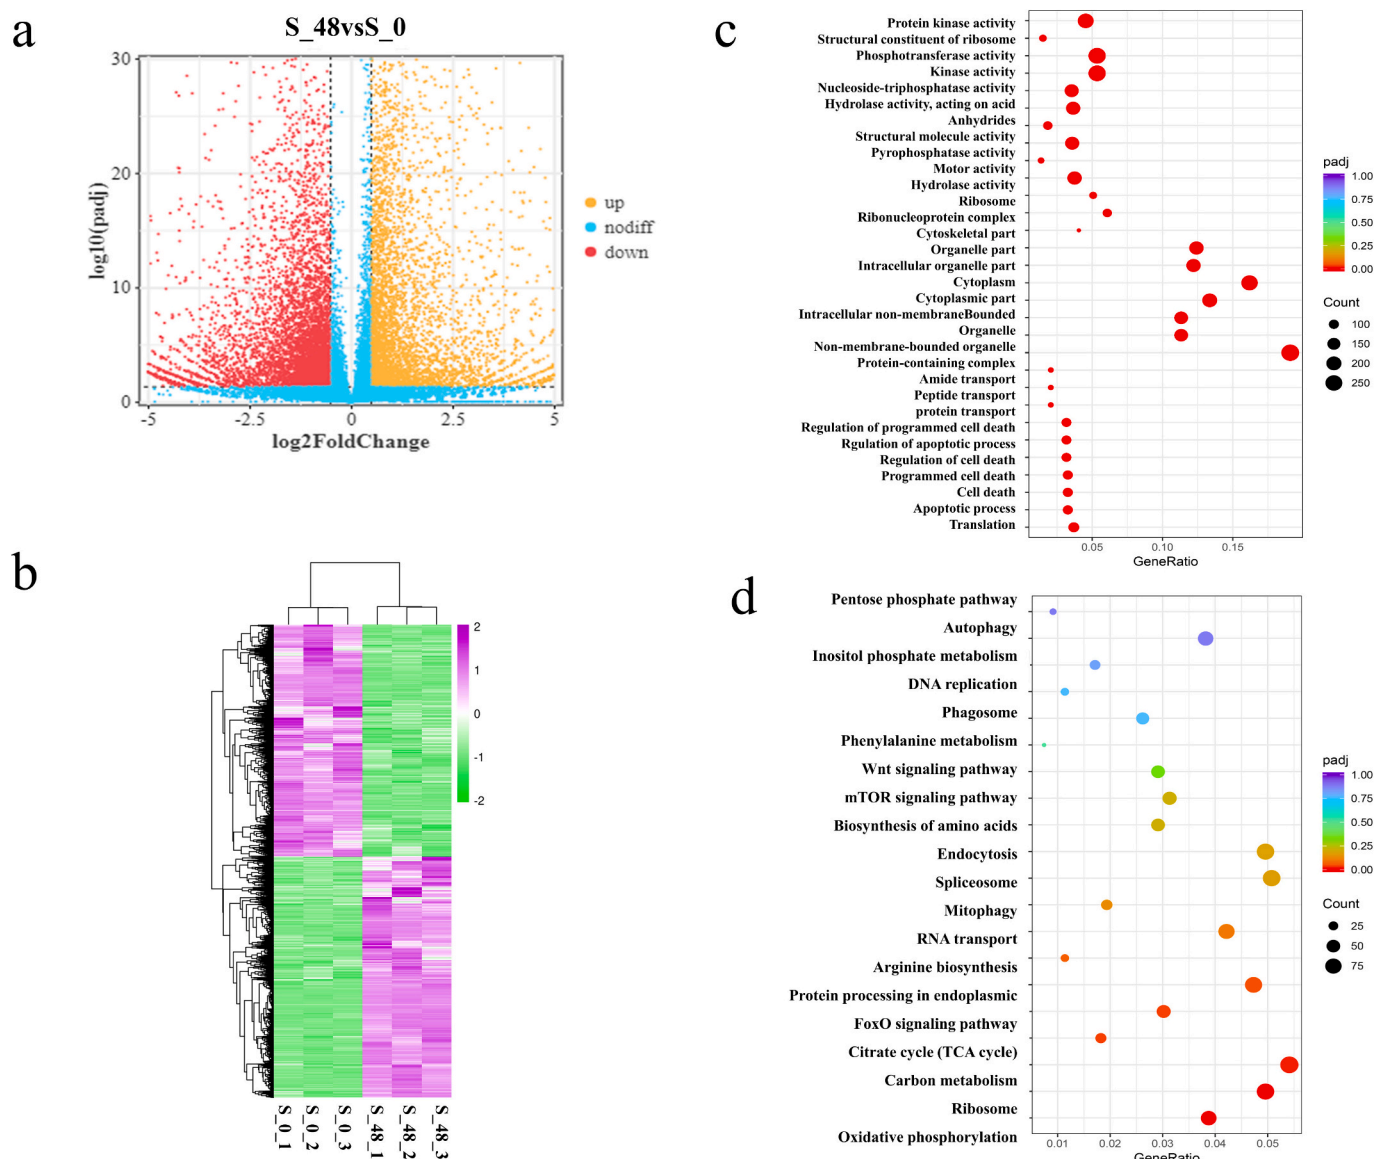 a
S_48vsS_0
30
20
10
0
-5
-2.5
0
2.5
5
log10(padj)
log2FoldChange
up
nodiff
down
b
2
1
0
-1
-2
S_0_1
S_0_2
S_0_3
S_48_1
S_48_2
S_48_3
c
Protein kinase activity
Structural constituent of ribosome
Phosphotransferase activity
Kinase activity
Nucleoside-triphosphatase activity
Hydrolase activity, acting on acid
Anhydrides
Structural molecule activity
Pyrophosphatase activity
Motor activity
Hydrolase activity
Ribosome
Ribonucleoprotein complex
Cytoskeletal part
Organelle part
Intracellular organelle part
Cytoplasm
Cytoplasmic part
Intracellular non-membraneBounded
Organelle
Non-membrane-bounded organelle
Protein-containing complex
Amide transport
Peptide transport
protein transport
Regulation of programmed cell death
Rgulation of apoptotic process
Regulation of cell death
Programmed cell death
Cell death
Apoptotic process
Translation
0.05
0.10
0.15
GeneRatio
padj
1.00
0.75
0.50
0.25
0.00
Count
100
150
200
250
d
Pentose phosphate pathway
Autophagy
Inositol phosphate metabolism
DNA replication
Phagosome
Phenylalanine metabolism
Wnt signaling pathway
mTOR signaling pathway
Biosynthesis of amino acids
Endocytosis
Spliceosome
Mitophagy
RNA transport
Arginine biosynthesis
Protein processing in endoplasmic
FoxO signaling pathway
Citrate cycle (TCA cycle)
Carbon metabolism
Ribosome
Oxidative phosphorylation
0.01
0.02
0.03
0.04
0.05
GeneRatio
padj
1.00
0.75
0.50
0.25
0.00
Count
25
50
75